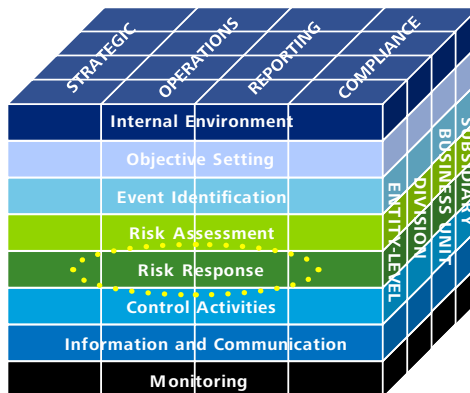 STRATEGIC
OPERATIONS
REPORTING
COMPLIANCE
Internal Environment
Objective Setting
Event Identification
Risk Assessment
Risk Response
Control Activities
Information and Communication
Monitoring
ENTITY-LEVEL
DIVISION
BUSINESS UNIT
SUBSIDIARY